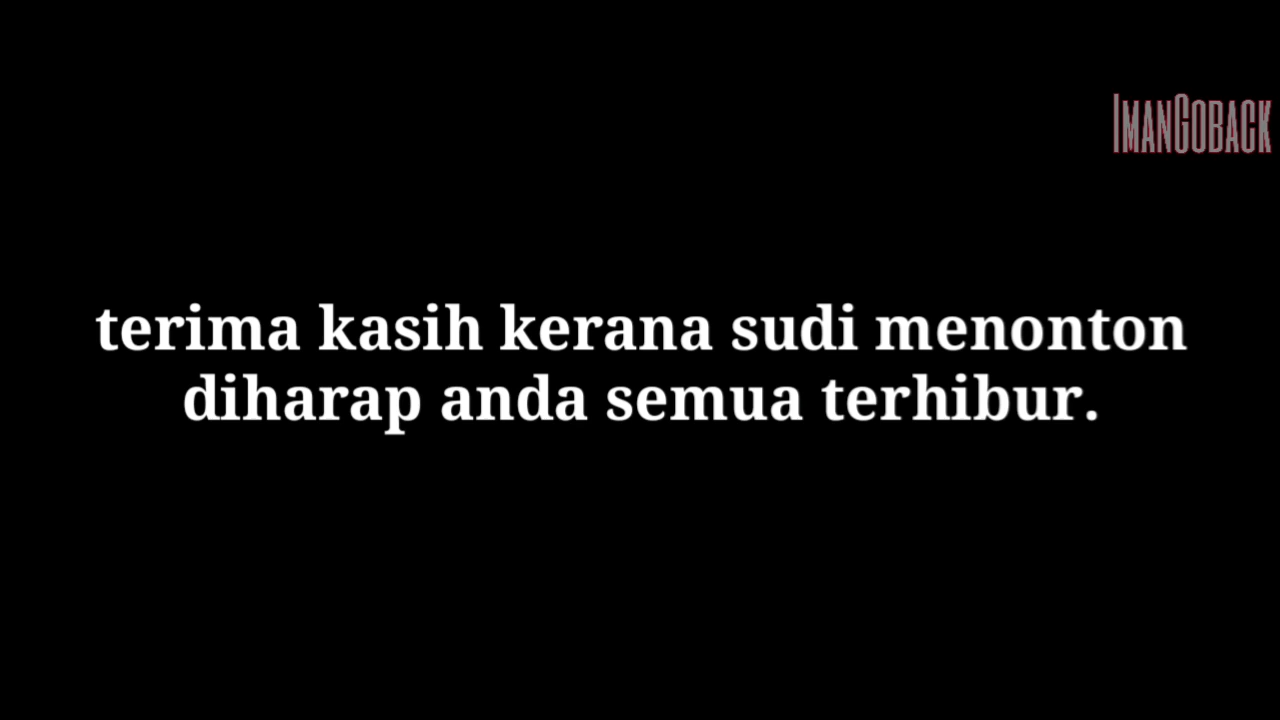 ImanGoback
terima kasih kerana sudi menonton
diharap anda semua terhibur.